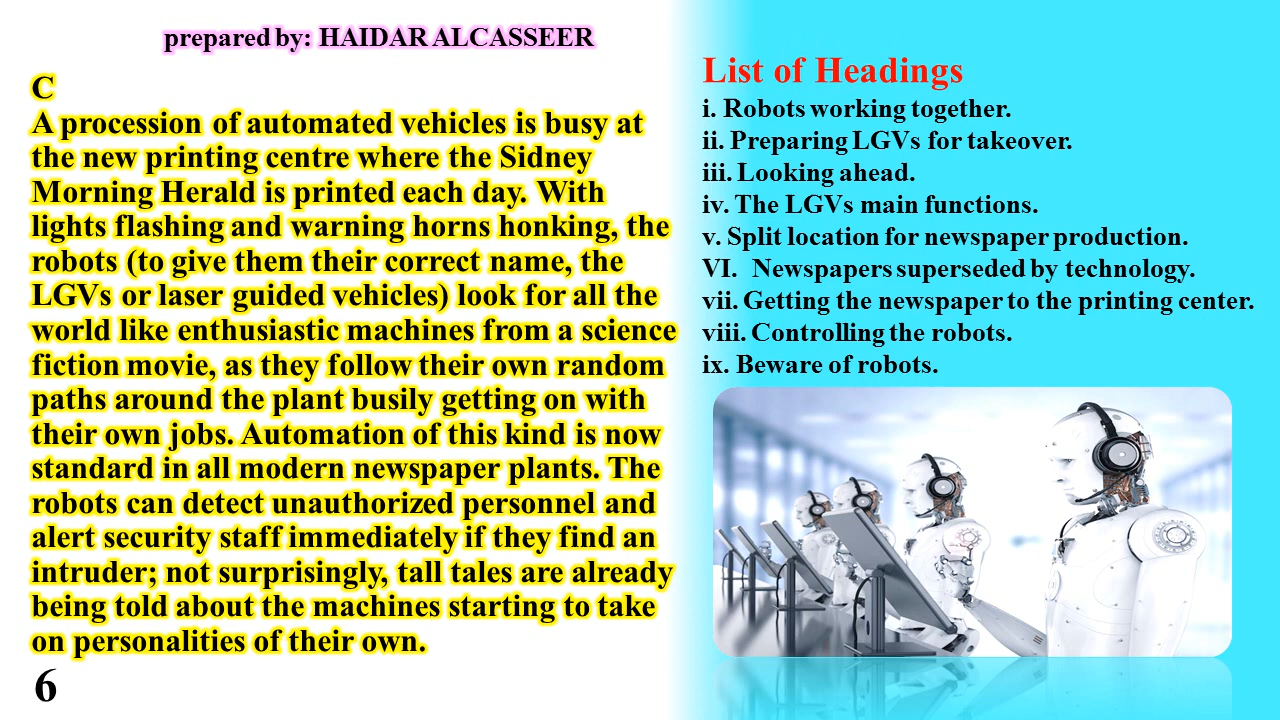 prepared by: HAIDAR ALCASSEER
C
A procession of automated vehicles is busy at
the new printing centre where the Sidney
Morning Herald is printed each day. With
lights flashing and warning horns honking, the
robots (to give them their correct name, the
LGVs or laser guided vehicles) look for all the
world like enthusiastic machines from a science
fiction movie, as they follow their own random
paths around the plant busily getting on with
their own jobs. Automation of this kind is now
standard in all modern newspaper plants. The
robots can detect unauthorized personnel and
alert security staff immediately if they find an
intruder; not surprisingly, tall tales are already
being told about the machines starting to take
on personalities of their own.
6
List of Headings
i. Robots working together.
ii. Preparing LGVs for takeover.
iii. Looking ahead.
iv. The LGVs main functions.
v. Split location for newspaper production.
VI. Newspapers superseded by technology.
vii. Getting the newspaper to the printing center.
viii. Controlling the robots.
ix. Beware of robots.